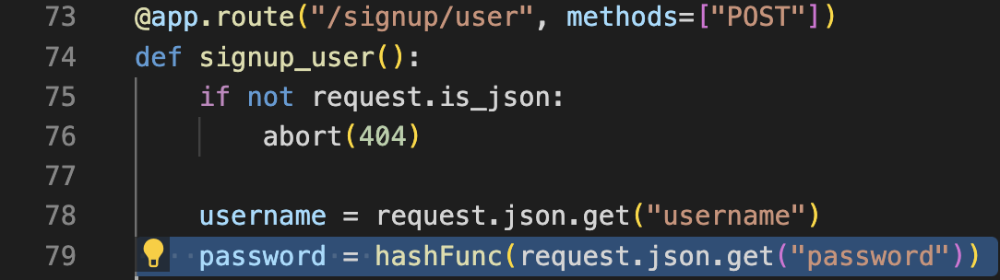 73 @app.route("/signup/user", methods=["POST"])
74 def signup_user():
75     if not request.is_json:
76         abort(404)
77
78     username = request.json.get("username")
79     password = hashFunc(request.json.get("password"))